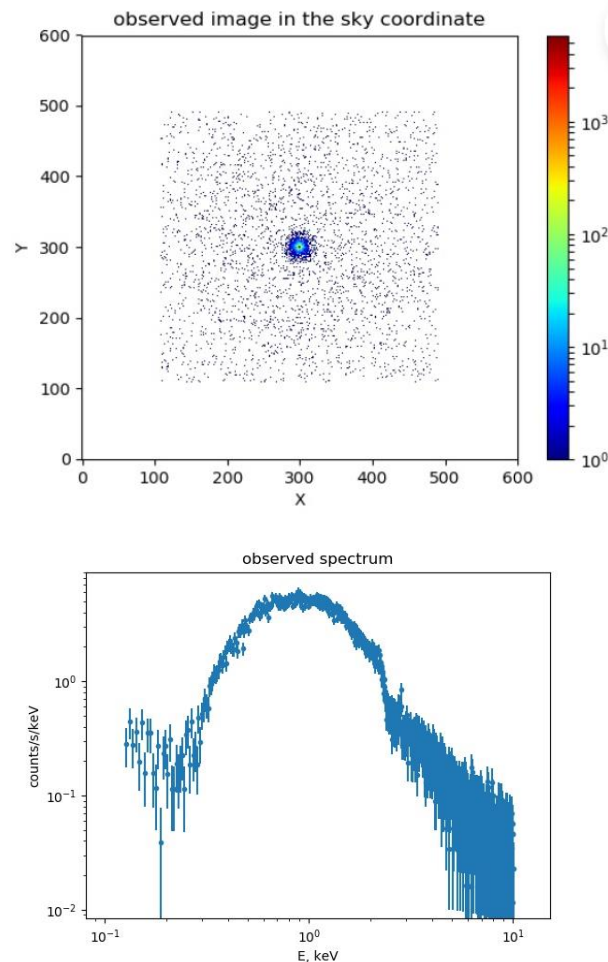 observed image in the sky coordinate
600
500
400
300
200
100
0
Y
0 100 200 300 400 500 600
X
10³
10²
10¹
10⁰
observed spectrum
10⁰
10⁻¹
10⁻²
counts/s/keV
10⁻¹ 10⁰ 10¹
E, keV